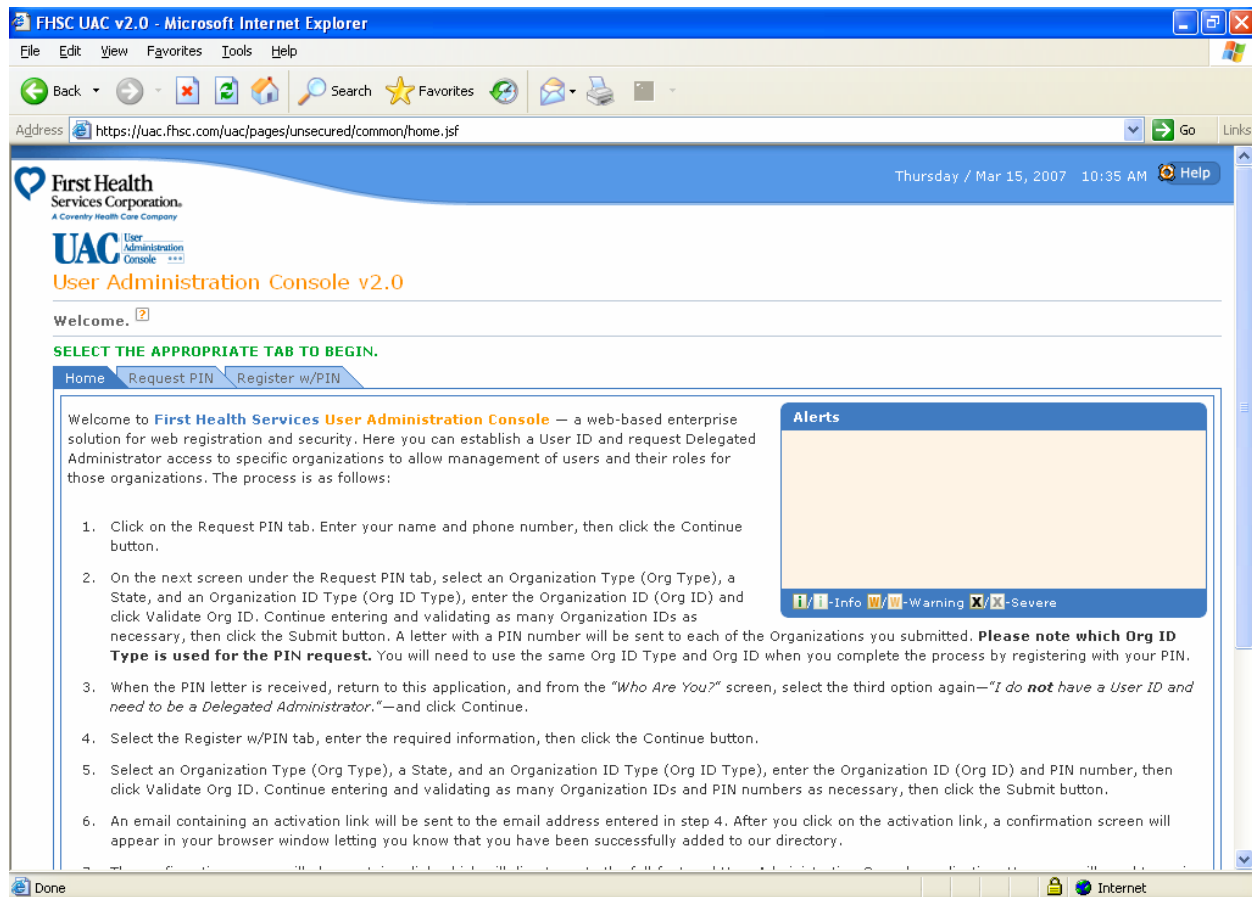 FHSC UAC v2.0 - Microsoft Internet Explorer
File Edit View Favorites Tools Help
Back Search Favorites
Address https://uac.fhsc.com/uac/pages/unsecured/common/home.jsf Go Links
First Health
Services Corporation.
A Coventry Health Care Company
Thursday / Mar 15, 2007 10:35 AM Help
UAC User Administration Console
User Administration Console v2.0
Welcome. ?
SELECT THE APPROPRIATE TAB TO BEGIN.
Home Request PIN Register w/PIN
Welcome to First Health Services User Administration Console — a web-based enterprise
solution for web registration and security. Here you can establish a User ID and request Delegated
Administrator access to specific organizations to allow management of users and their roles for
those organizations. The process is as follows:
Alerts
i/i-Info W/W-Warning X/X-Severe
1. Click on the Request PIN tab. Enter your name and phone number, then click the Continue
button.
2. On the next screen under the Request PIN tab, select an Organization Type (Org Type), a
State, and an Organization ID Type (Org ID Type), enter the Organization ID (Org ID) and
click Validate Org ID. Continue entering and validating as many Organization IDs as
necessary, then click the Submit button. A letter with a PIN number will be sent to each of the Organizations you submitted. Please note which Org ID
Type is used for the PIN request. You will need to use the same Org ID Type and Org ID when you complete the process by registering with your PIN.
3. When the PIN letter is received, return to this application, and from the "Who Are You?" screen, select the third option again—"I do not have a User ID and
need to be a Delegated Administrator."—and click Continue.
4. Select the Register w/PIN tab, enter the required information, then click the Continue button.
5. Select an Organization Type (Org Type), a State, and an Organization ID Type (Org ID Type), enter the Organization ID (Org ID) and PIN number, then
click Validate Org ID. Continue entering and validating as many Organization IDs and PIN numbers as necessary, then click the Submit button.
6. An email containing an activation link will be sent to the email address entered in step 4. After you click on the activation link, a confirmation screen will
appear in your browser window letting you know that you have been successfully added to our
directory.
Done Internet